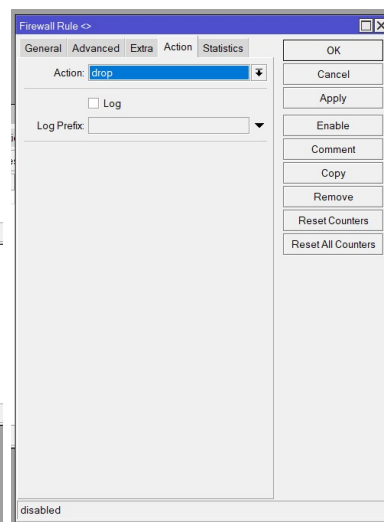 Firewall Rule <>
General Advanced Extra Action Statistics
Action: drop
Log
Log Prefix:
OK
Cancel
Apply
Enable
Comment
Copy
Remove
Reset Counters
Reset All Counters
disabled